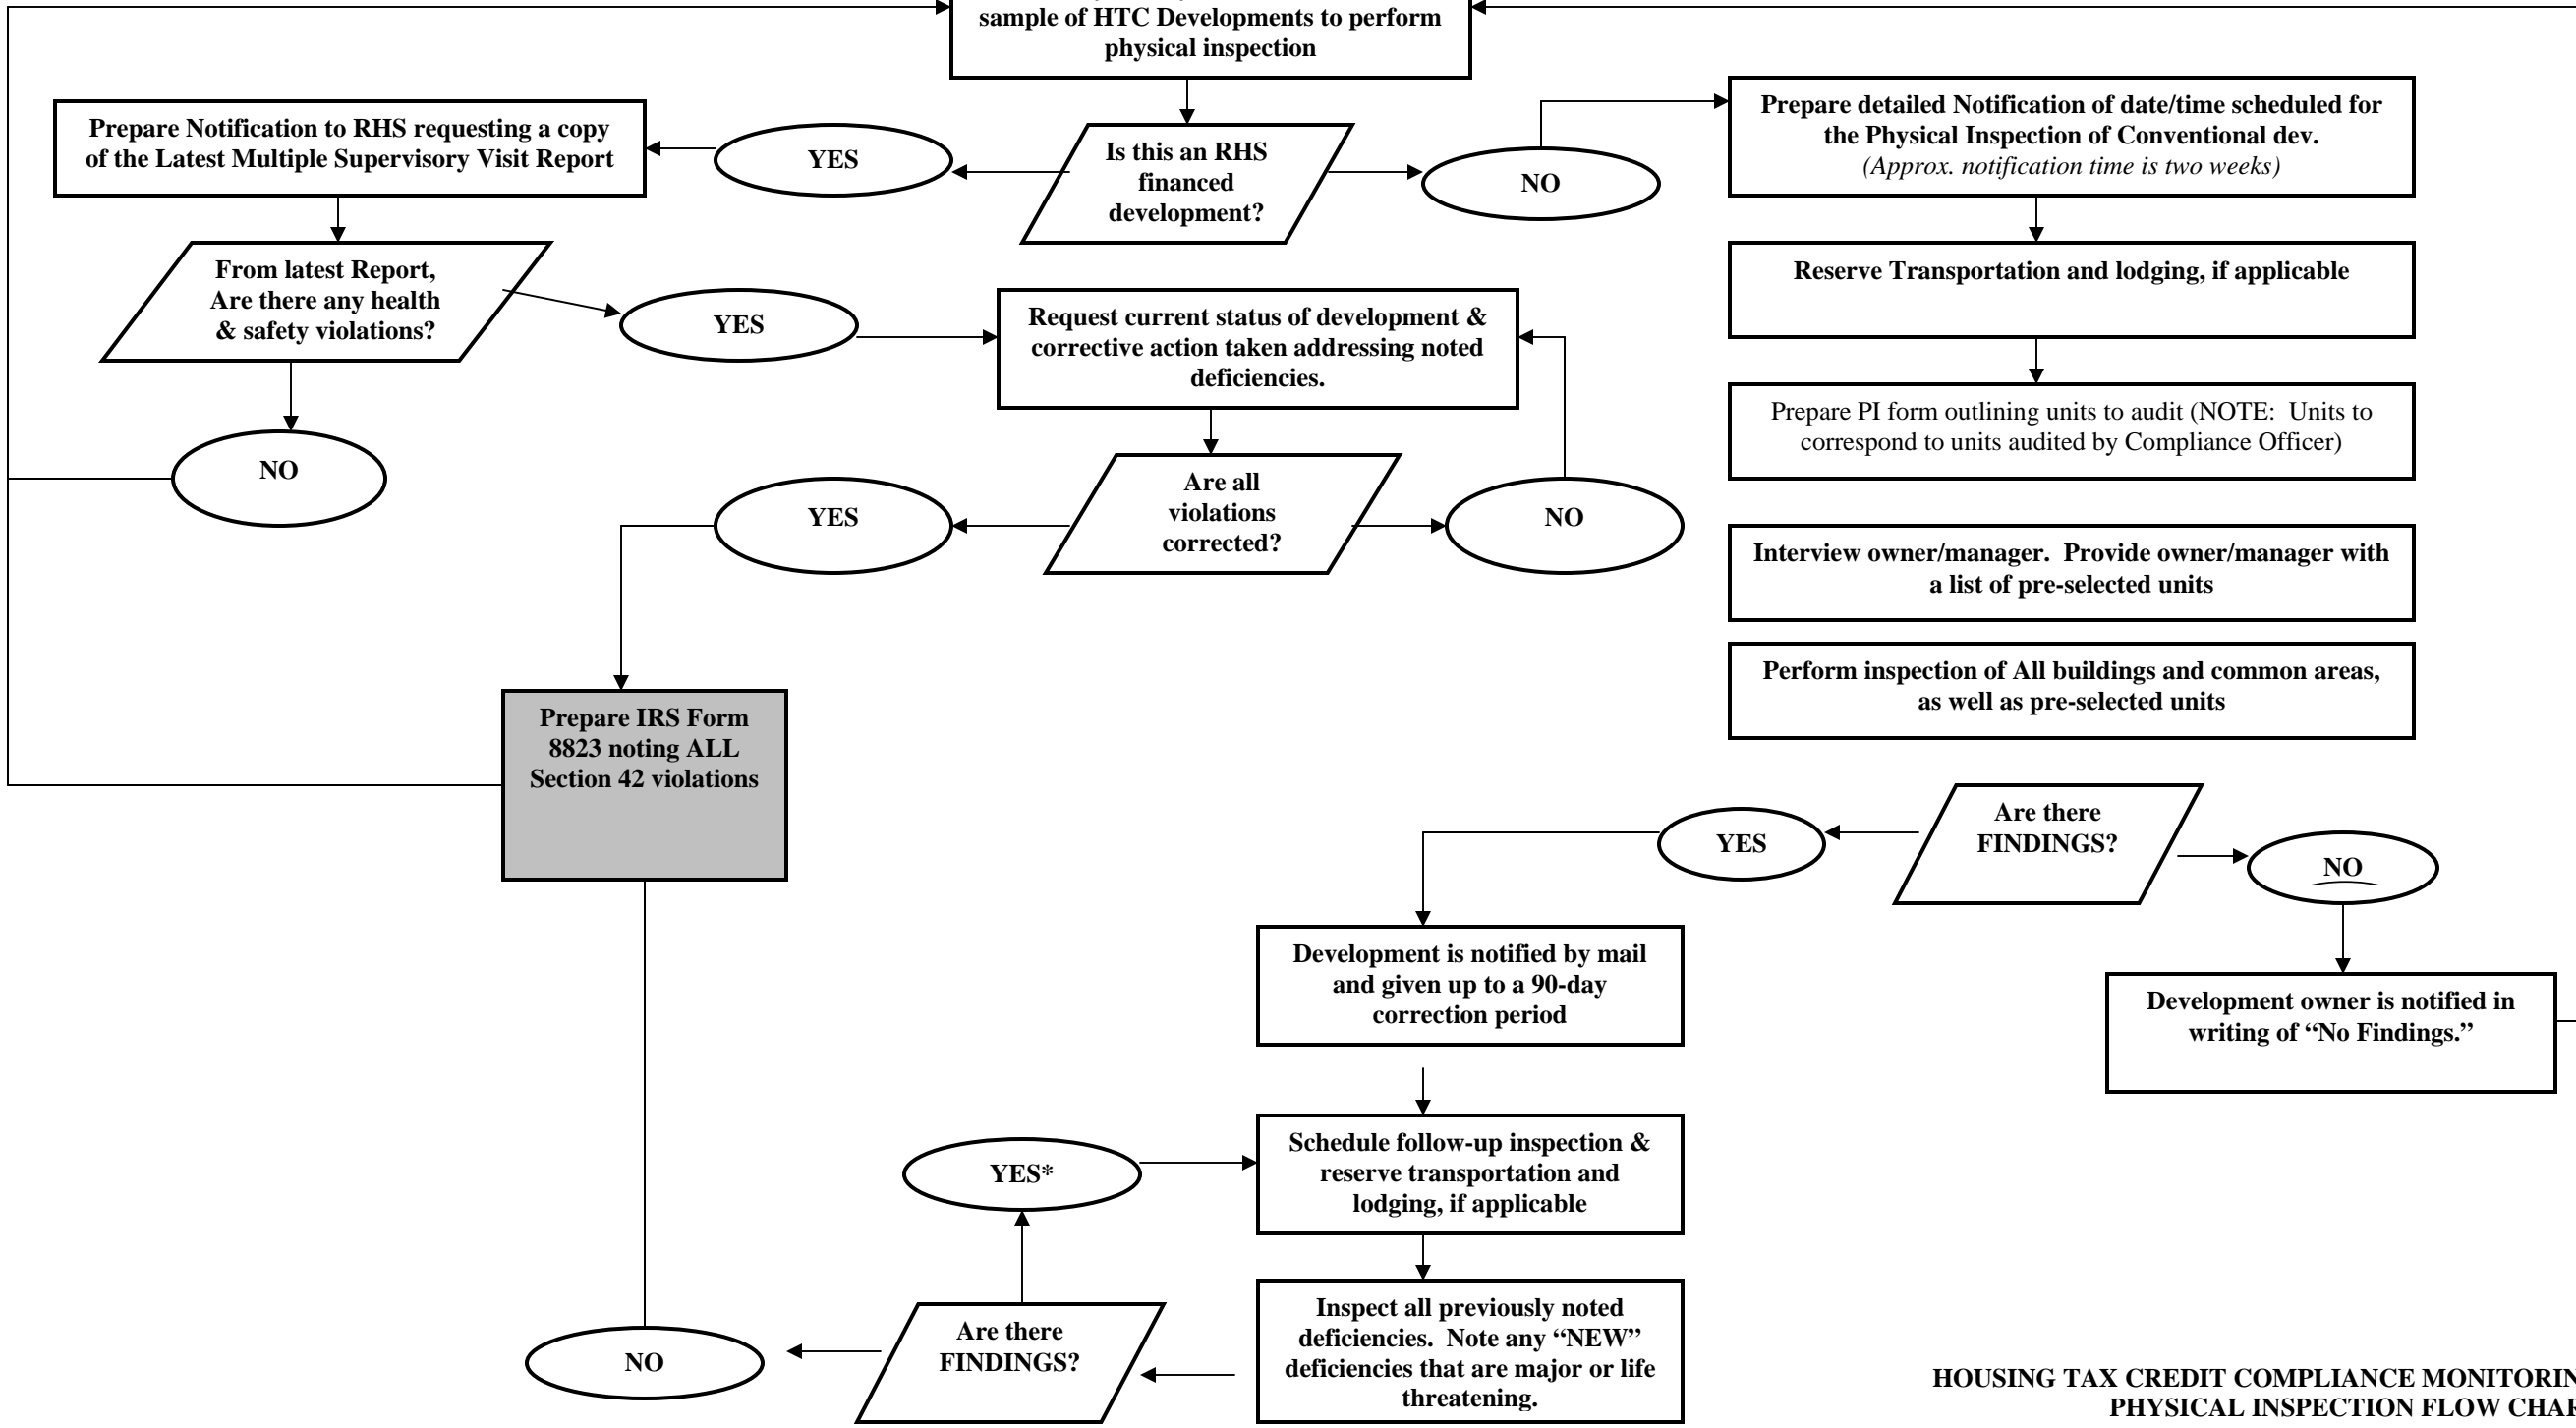 sample of HTC Developments to perform
physical inspection
Prepare Notification to RHS requesting a copy
of the Latest Multiple Supervisory Visit Report
YES
Is this an RHS
financed
development?
NO
Prepare detailed Notification of date/time scheduled for
the Physical Inspection of Conventional dev.
(Approx. notification time is two weeks)
From latest Report,
Are there any health
& safety violations?
YES
Request current status of development &
corrective action taken addressing noted
deficiencies.
Reserve Transportation and lodging, if applicable
Prepare PI form outlining units to audit (NOTE: Units to
correspond to units audited by Compliance Officer)
NO
YES
Are all
violations
corrected?
NO
Interview owner/manager. Provide owner/manager with
a list of pre-selected units
Perform inspection of All buildings and common areas,
as well as pre-selected units
Prepare IRS Form
8823 noting ALL
Section 42 violations
YES
Are there
FINDINGS?
NO
Development is notified by mail
and given up to a 90-day
correction period
Development owner is notified in
writing of “No Findings.”
YES*
Schedule follow-up inspection &
reserve transportation and
lodging, if applicable
NO
Are there
FINDINGS?
Inspect all previously noted
deficiencies. Note any “NEW”
deficiencies that are major or life
threatening.
HOUSING TAX CREDIT COMPLIANCE
PHYSICAL INSPECTION FLOW